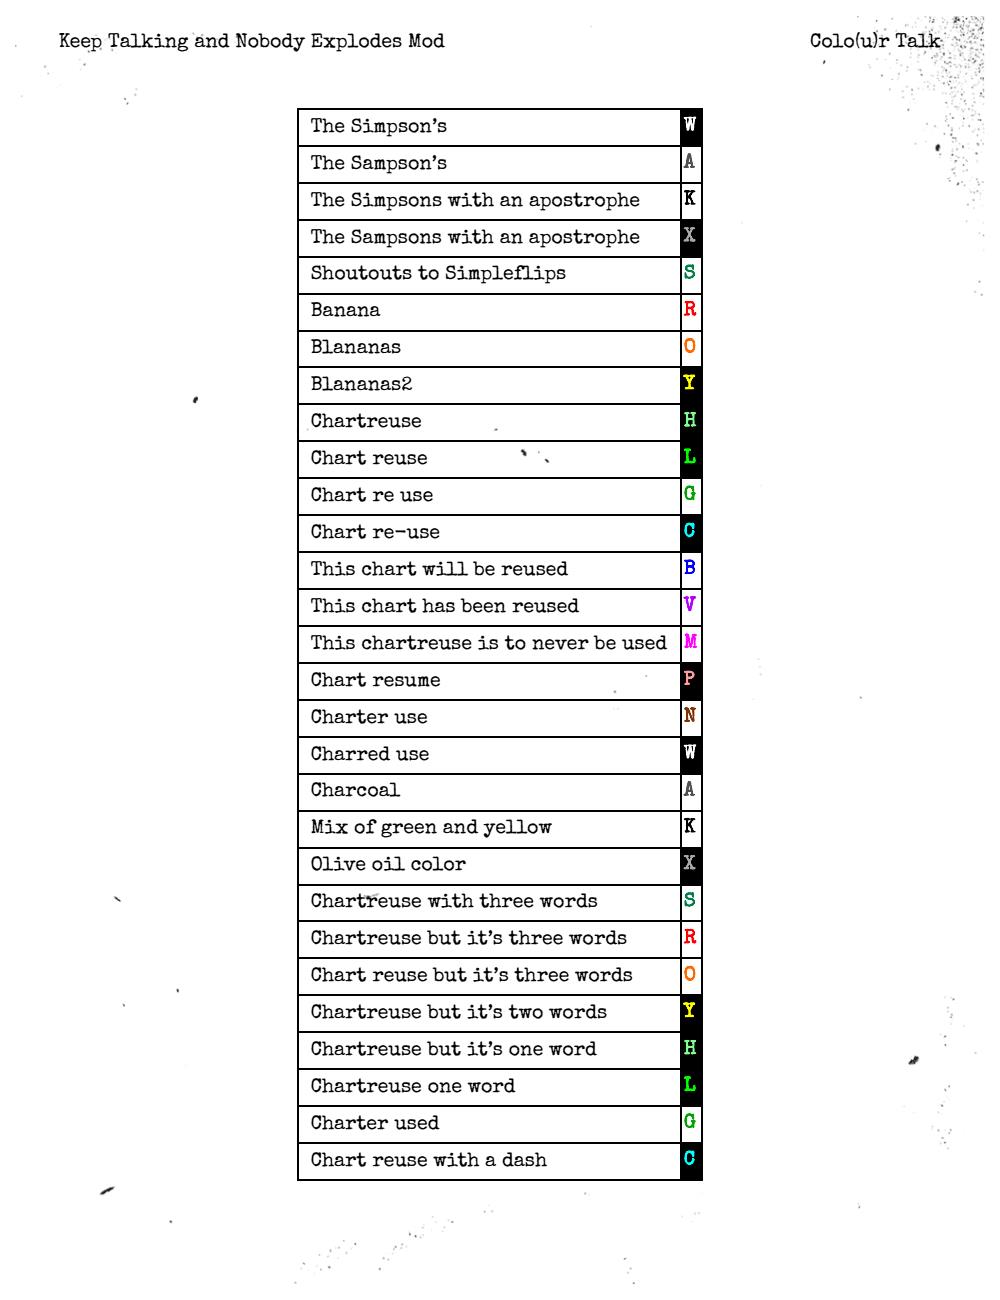 Keep Talking and Nobody Explodes Mod
Colo(u)r Talk
The Simpson's W
The Sampson's A
The Simpsons with an apostrophe K
The Sampsons with an apostrophe X
Shoutouts to Simpleflips S
Banana R
Blananas O
Blananas2 Y
Chartreuse H
Chart reuse L
Chart re use G
Chart re-use C
This chart will be reused B
This chart has been reused V
This chartreuse is to never be used M
Chart resume P
Charter use N
Charred use W
Charcoal A
Mix of green and yellow K
Olive oil color X
Chartreuse with three words S
Chartreuse but it's three words R
Chart reuse but it's three words O
Chartreuse but it's two words Y
Chartreuse but it's one word H
Chartreuse one word L
Charter used G
Chart reuse with a dash C